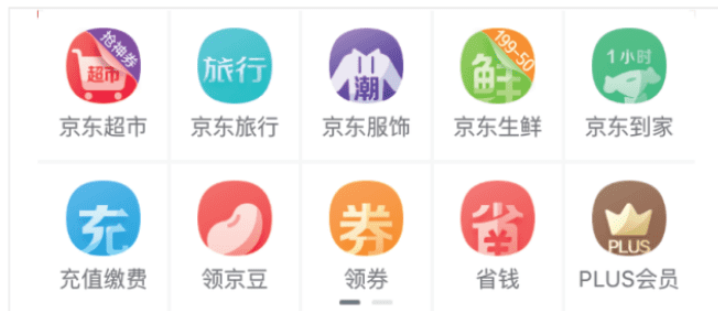 抢神券
超市
旅行
潮
199-50
鲜
1小时
京东超市
京东旅行
京东服饰
京东生鲜
京东到家
充
券
省
PLUS
充值缴费
领京豆
领券
省钱
PLUS会员